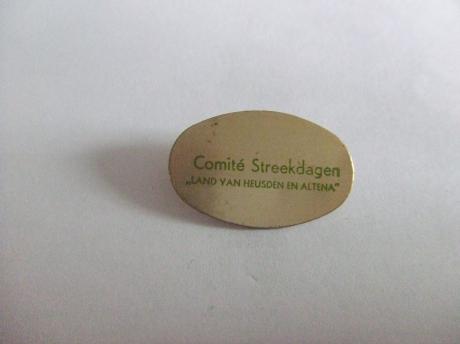 Comité Streekdagen
„LAND VAN HEUSDEN EN ALTENA”